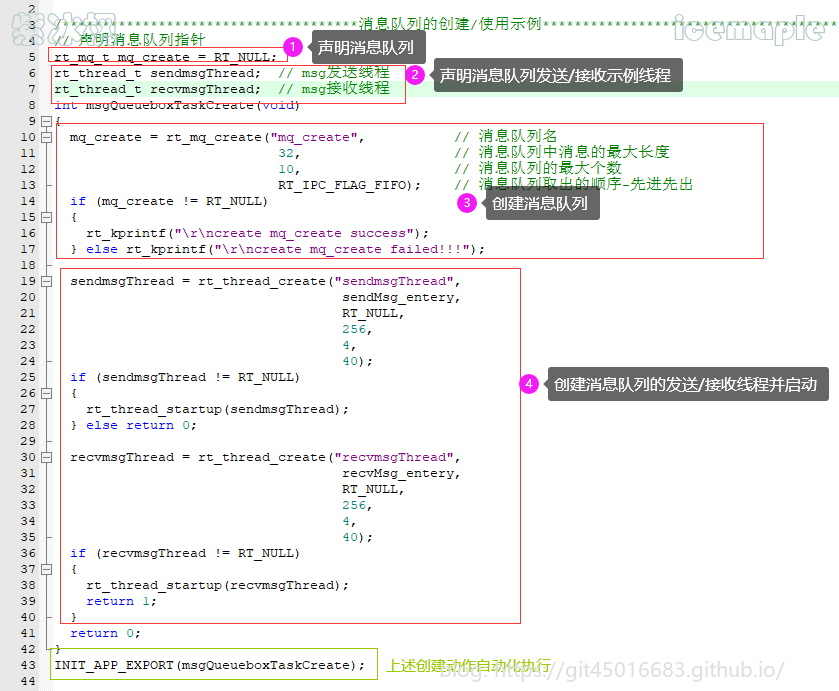 紫冰枫
icemaple
2
3 /*************************************消息队列的创建/使用示例*************************************
4 // 声明消息队列指针
5 rt_mq_t mq_create = RT_NULL;
1 声明消息队列
6 rt_thread_t sendmsgThread;  // msg发送线程
7 rt_thread_t recvmsgThread;  // msg接收线程
2 声明消息队列发送/接收示例线程
8 int msgQueueboxTaskCreate(void)
9 {
10   mq_create = rt_mq_create("mq_create",           // 消息队列名
11                             32,                   // 消息队列中消息的最大长度
12                             10,                   // 消息队列的最大个数
13                             RT_IPC_FLAG_FIFO);    // 消息队列取出的顺序-先进先出
14   if (mq_create != RT_NULL)
3 创建消息队列
15   {
16     rt_kprintf("\r\ncreate mq_create success");
17   } else rt_kprintf("\r\ncreate mq_create failed!!!");
18
19   sendmsgThread = rt_thread_create("sendmsgThread",
20                                     sendMsg_entery,
21                                     RT_NULL,
22                                     256,
23                                     4,
24                                     40);
25   if (sendmsgThread != RT_NULL)
4 创建消息队列的发送/接收线程并启动
26   {
27     rt_thread_startup(sendmsgThread);
28   } else return 0;
29
30   recvmsgThread = rt_thread_create("recvmsgThread",
31                                     recvMsg_entery,
32                                     RT_NULL,
33                                     256,
34                                     4,
35                                     40);
36   if (recvmsgThread != RT_NULL)
37   {
38     rt_thread_startup(recvmsgThread);
39     return 1;
40   }
41   return 0;
42 }
43 INIT_APP_EXPORT(msgQueueboxTaskCreate);  上述创建动作自动化执行
blog: https://git45016683.github.io/
44